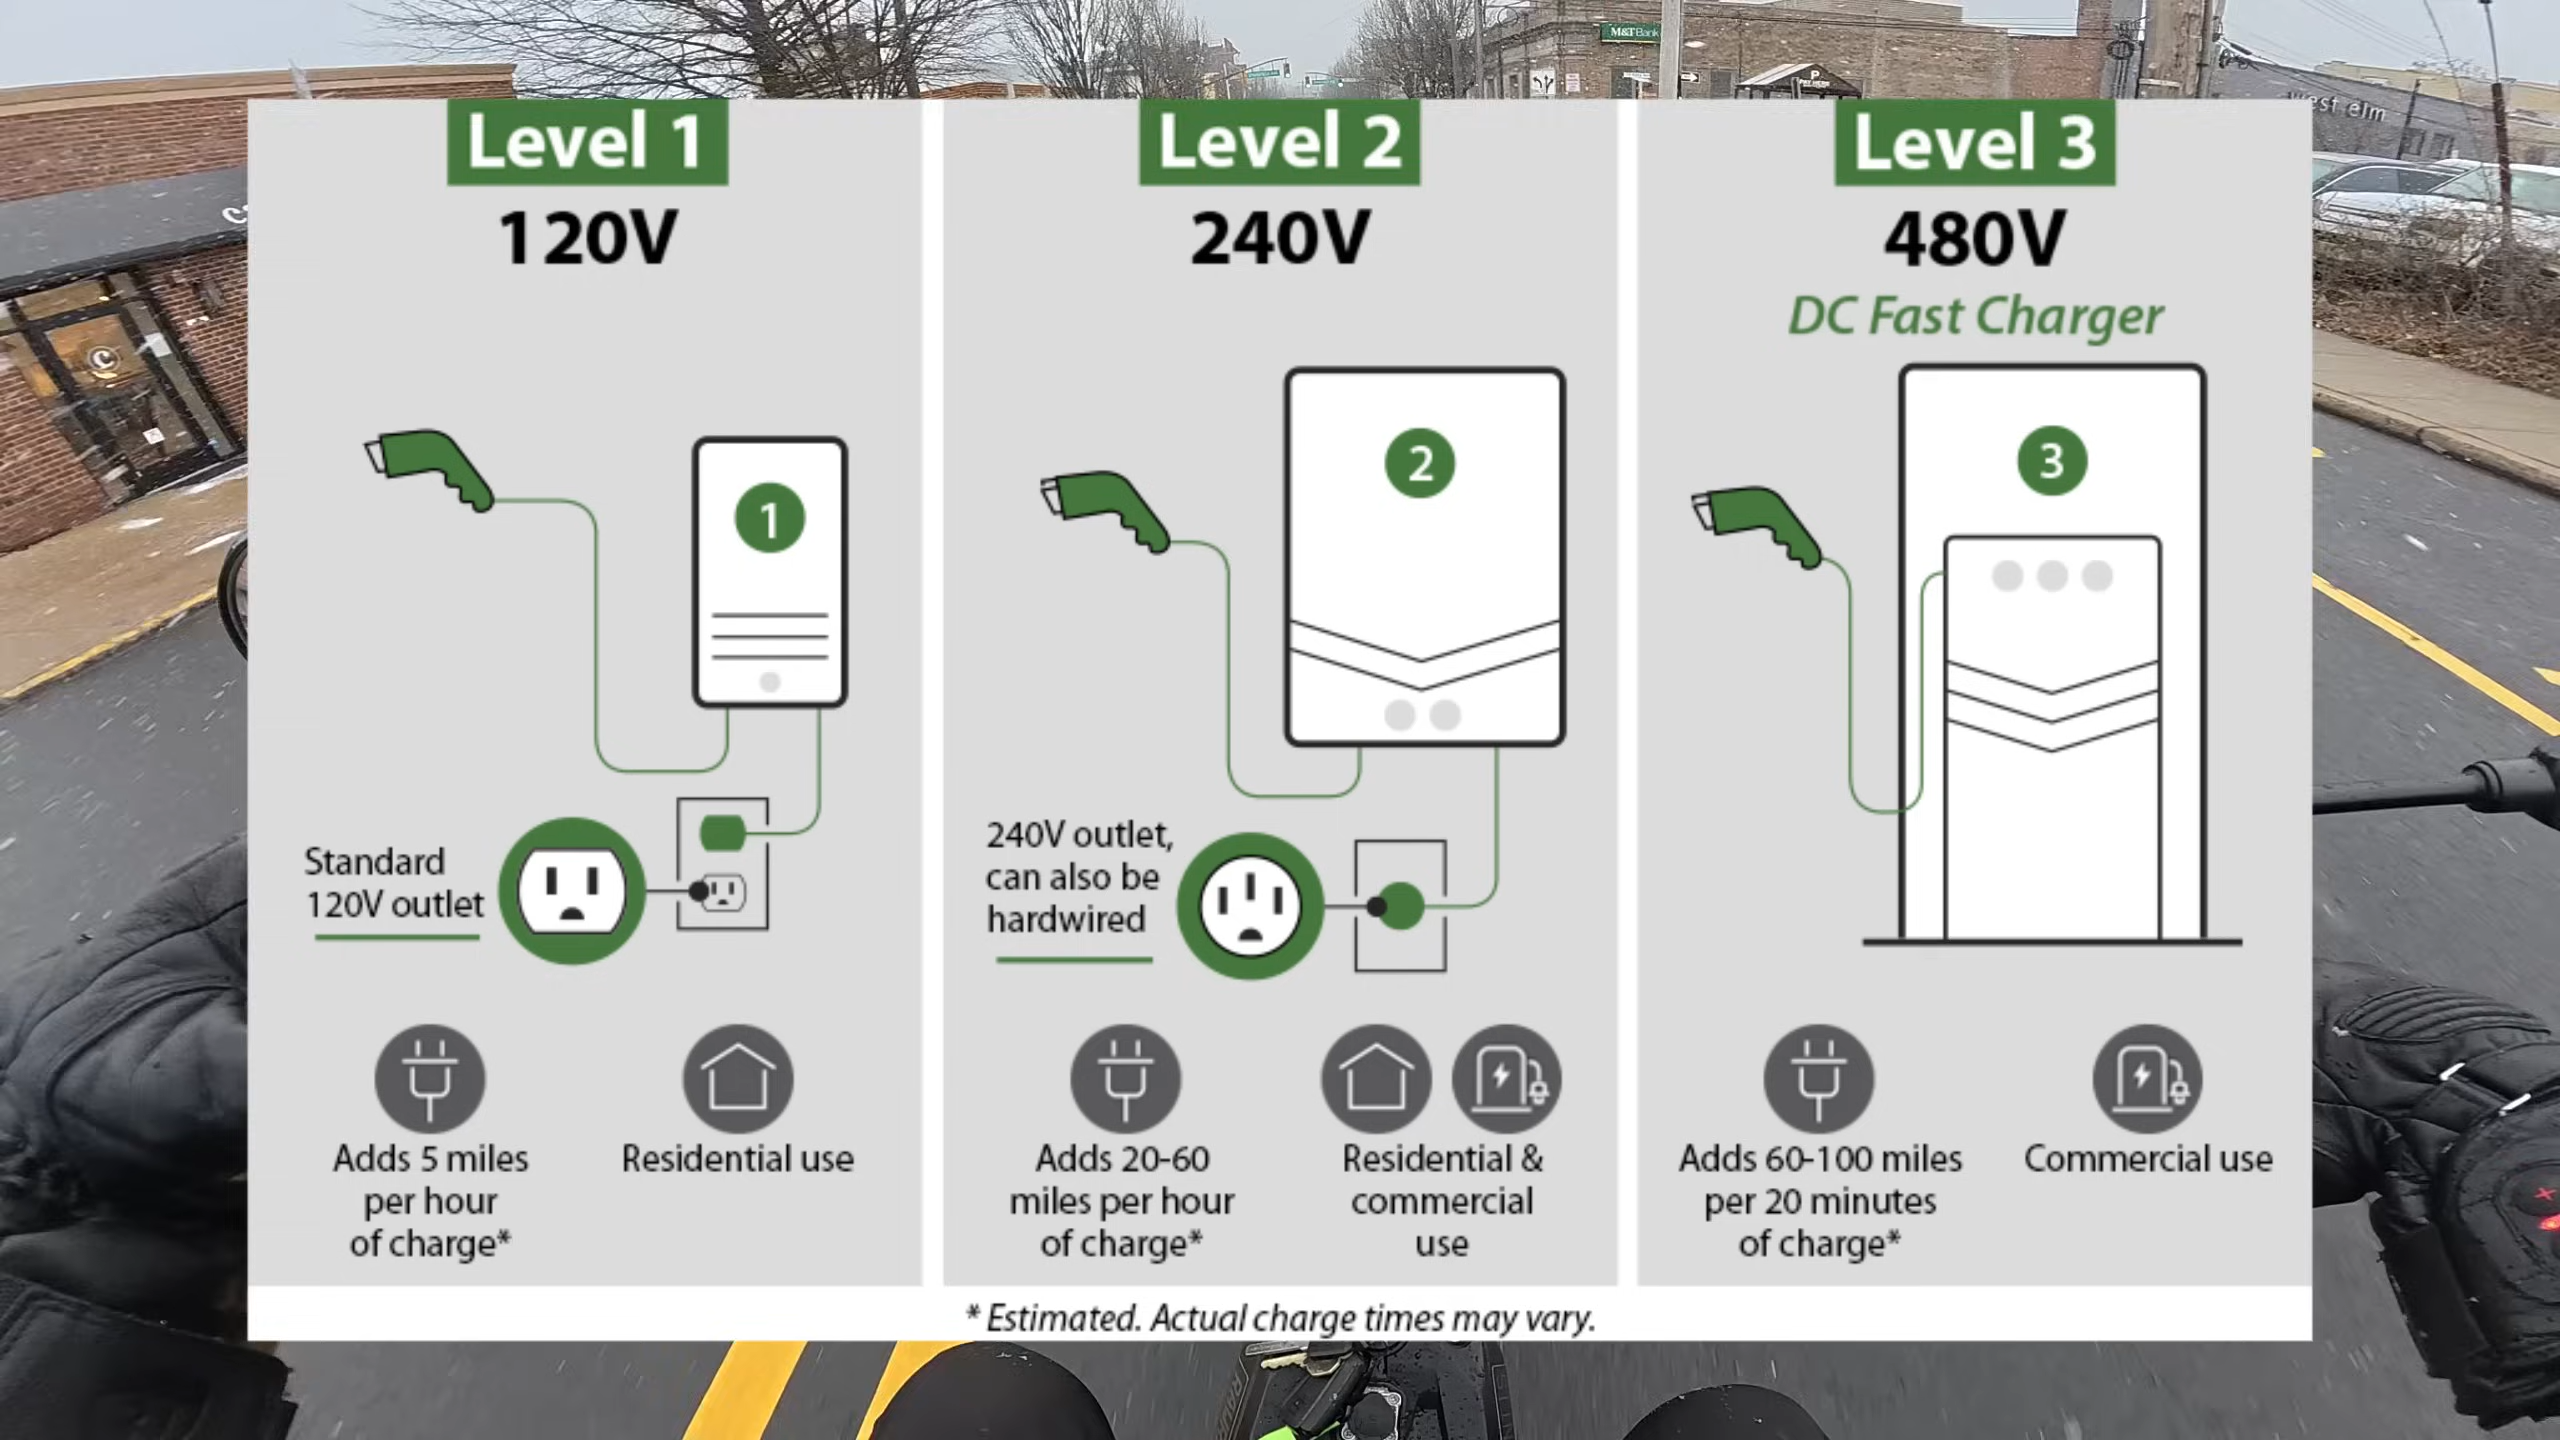 M&T Bank
west elm
Level 1
120V
1
Standard
120V outlet
Adds 5 miles
per hour
of charge*
Residential use
Level 2
240V
2
240V outlet,
can also be
hardwired
Adds 20-60
miles per hour
of charge*
Residential &
commercial
use
Level 3
480V
DC Fast Charger
3
Adds 60-100 miles
per 20 minutes
of charge*
Commercial use
* Estimated. Actual charge times may vary.